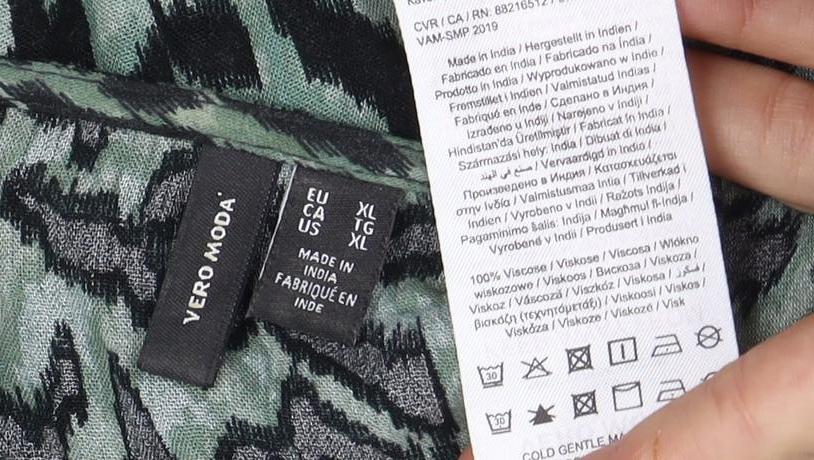 VERO MODA
EU XL
CA TG
US XL
MADE IN
INDIA
FABRIQUÉ EN
INDE
CVR / CA / RN: 88216512 /
VAM-SMP 2019
Made in India / Hergestellt in Indien /
Fabricado en India / Fabricado na Índia /
Prodotto in India / Wyprodukowano w Indie /
Fremstillet i Indien / Valmistatud Indias /
Fabriqué en Inde / Сделано в Индия /
Izrađeno u Indiji / Narejeno v Indiji /
Hindistan'da Üretilmiştir / Fabricat în India /
Származási hely: India / Dibuat di India /
صنع في الهند / Vervaardigd in India /
Произведено в Индия / Κατασκευάζεται
στην Ινδία / Valmistusmaa Intia / Tillverkad i
Indien / Vyrobeno v Indii / Ražots Indijā /
Pagaminimo šalis: Indija / Magħmul fl-Indja /
Vyrobené v Indii / Produsert i India
100% Viscose / Viskose / Viscosa / Włókno
wiskozowe / Viskoos / Вискоза / Viskoza /
Viskoz / Vâscoză / Viszkóz / Viskosa / فسكوز /
βισκόζη (τεχνητόμετάξι) / Viskoosi / Viskos /
Viskóza / Viskoze / Viskozė / Visk
30
30
COLD GENTLE